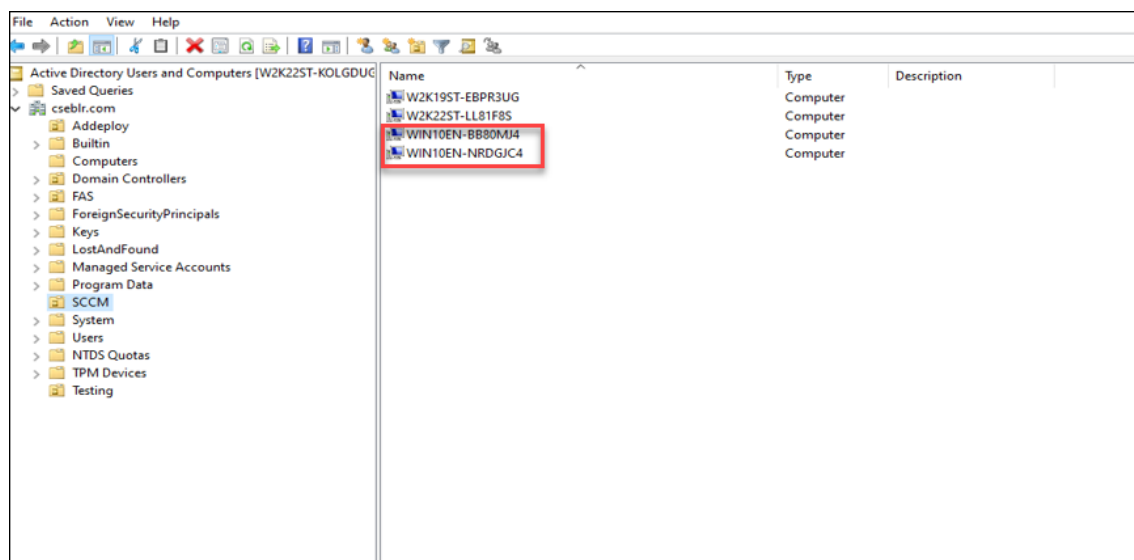 File Action View Help
Active Directory Users and Computers [W2K22ST-KOLGDUG
Saved Queries
cseblr.com
Addeploy
Builtin
Computers
Domain Controllers
FAS
ForeignSecurityPrincipals
Keys
LostAndFound
Managed Service Accounts
Program Data
SCCM
System
Users
NTDS Quotas
TPM Devices
Testing
Name Type Description
W2K19ST-EBPR3UG Computer
W2K22ST-LL81F8S Computer
WIN10EN-BB80MJ4 Computer
WIN10EN-NRDGJC4 Computer